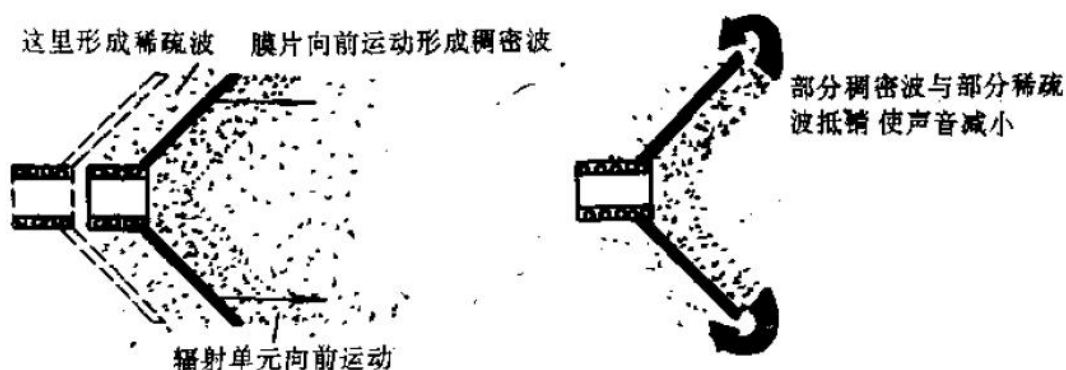 这里形成稀疏波
膜片向前运动形成稠密波
部分稠密波与部分稀疏
波抵销 使声音减小
辐射单元向前运动